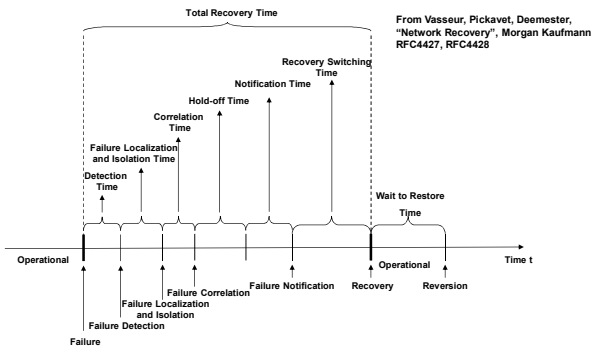 Total Recovery Time
From Vasseur, Pickavet, Deemester,
"Network Recovery", Morgan Kaufmann
RFC4427, RFC4428
Recovery Switching
Time
Notification Time
Hold-off Time
Correlation
Time
Failure Localization
and Isolation Time
Detection
Time
Wait to Restore
Time
Operational
Operational
Time t
Failure Notification
Recovery
Reversion
Failure Correlation
Failure Localization
and Isolation
Failure Detection
Failure